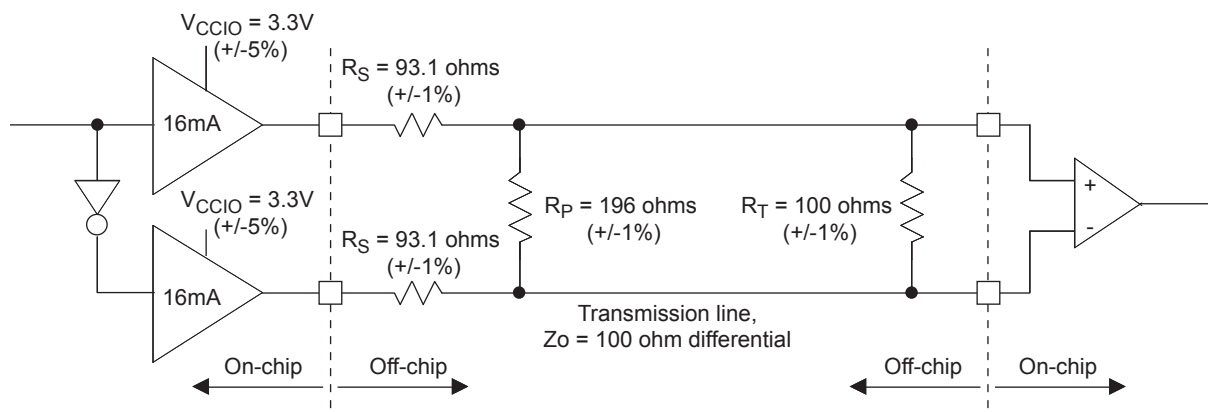 VCCIO = 3.3V
(+/-5%)
RS = 93.1 ohms
(+/-1%)
16mA
+
-
VCCIO = 3.3V
(+/-5%)
RP = 196 ohms
(+/-1%)
RT = 100 ohms
(+/-1%)
RS = 93.1 ohms
(+/-1%)
16mA
Transmission line,
Zo = 100 ohm differential
On-chip
Off-chip
Off-chip
On-chip